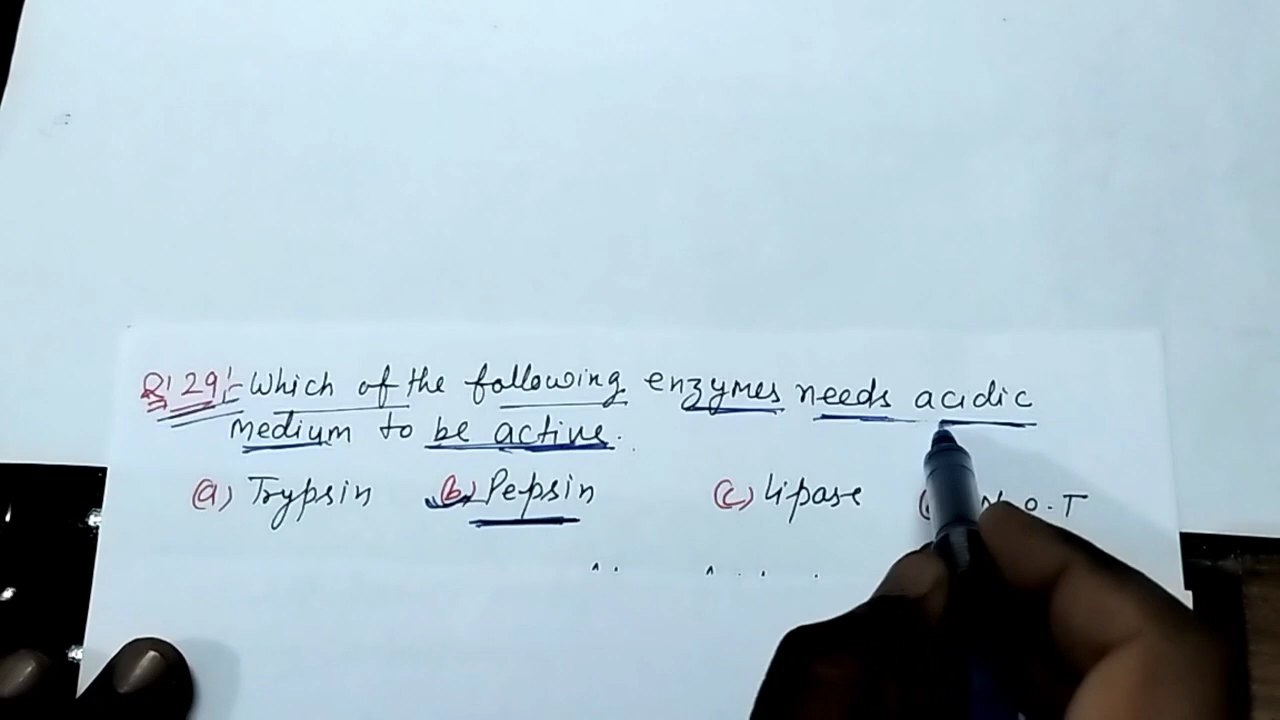 Q! 29!- Which of the following enzymes needs acidic
medium to be active.
(a) Trypsin (b) Pepsin (c) Lipase N.O.T